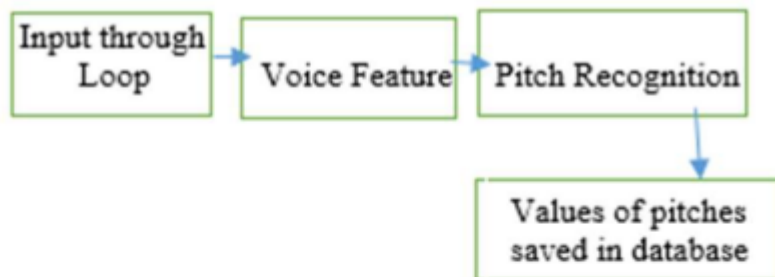 Input through
Loop
Voice Feature
Pitch Recognition
Values of pitches
saved in database